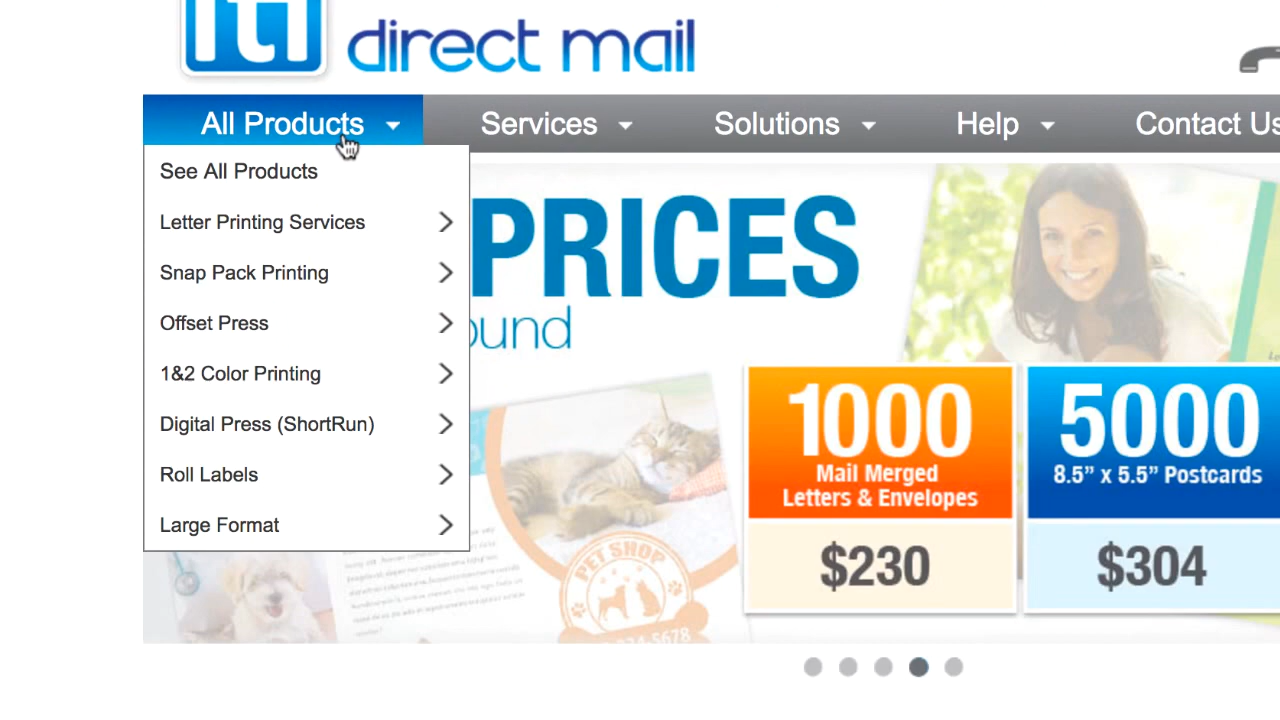 iti direct mail
All Products
Services
Solutions
Help
Contact Us
See All Products
Letter Printing Services
Snap Pack Printing
Offset Press
1&2 Color Printing
Digital Press (ShortRun)
Roll Labels
Large Format
PRICES
ound
1000
Mail Merged
Letters & Envelopes
$230
5000
8.5” x 5.5” Postcards
$304
PET SHOP